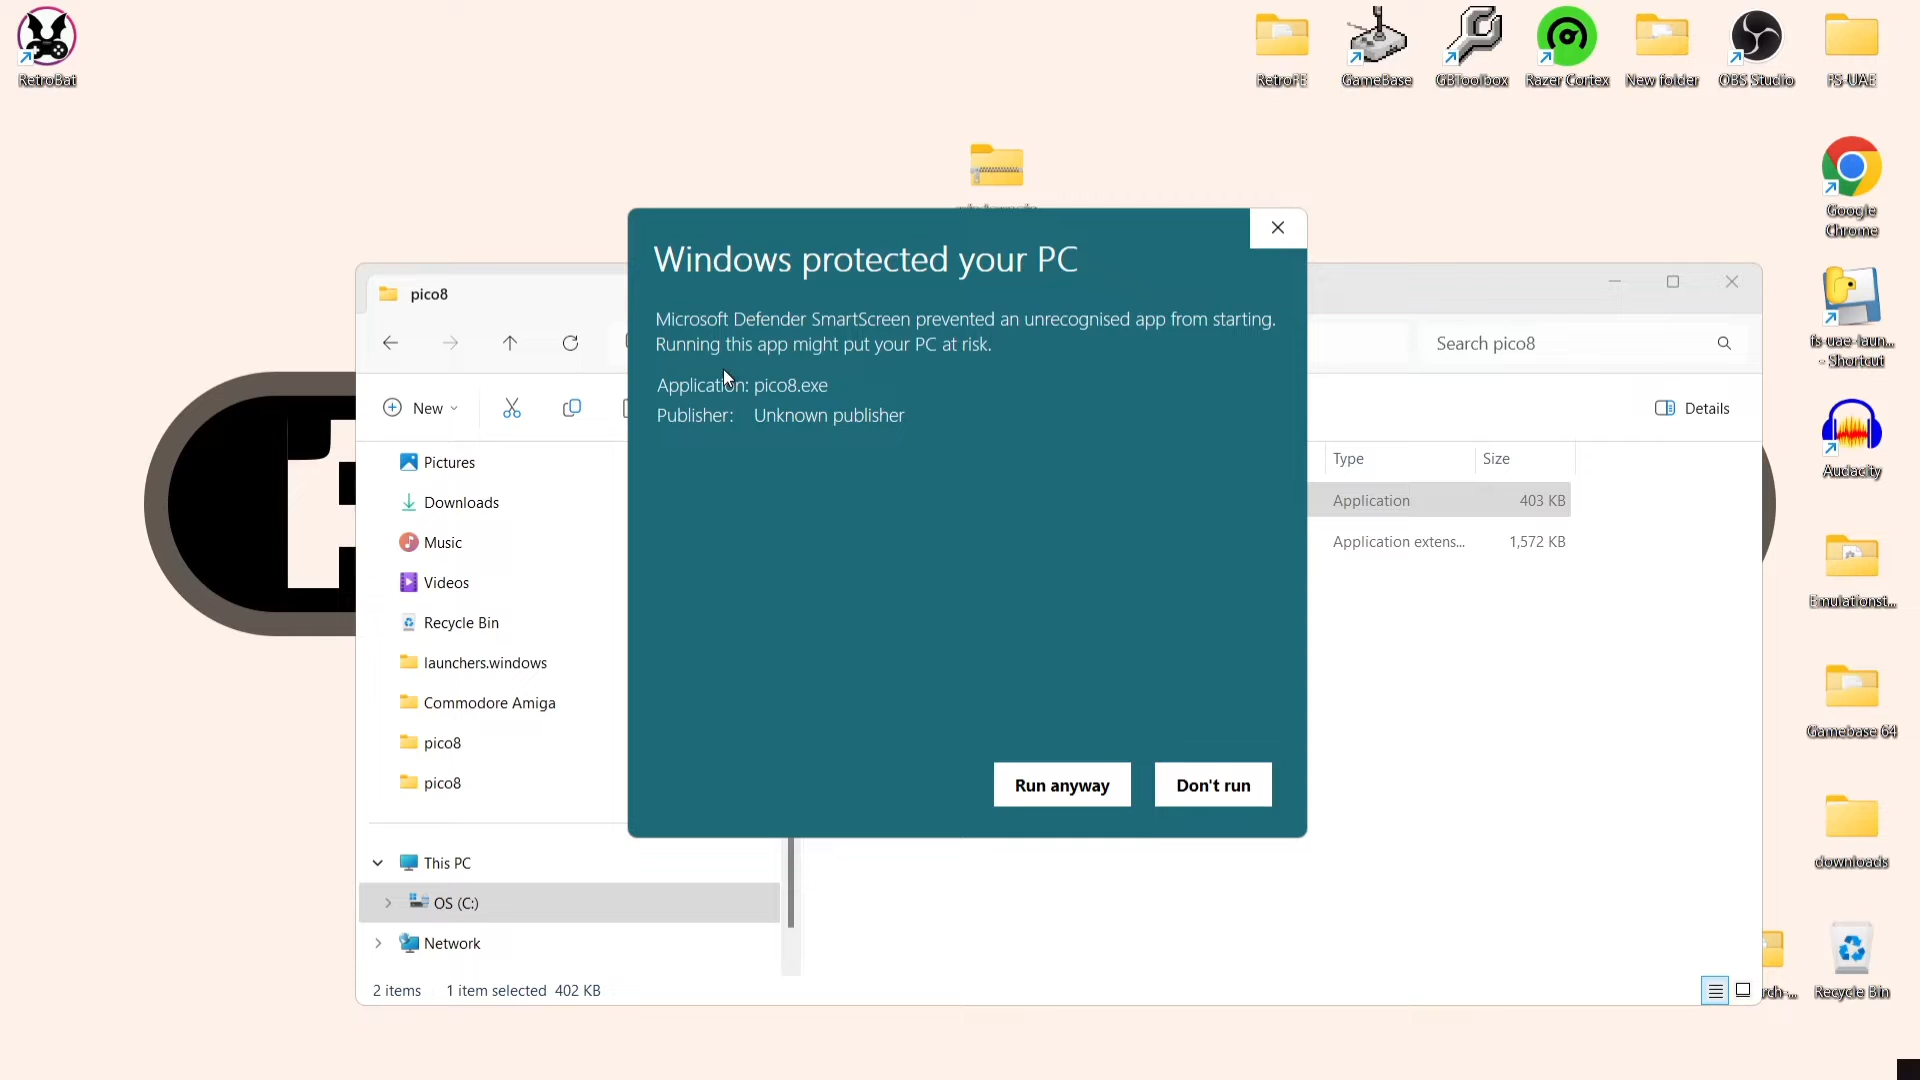 RetroBat
RetroFE
GameBase
GBToolbox
Razer Cortex
New folder
OBS Studio
FS-UAE
Google
Chrome
fs-uae-laun...
- Shortcut
Audacity
Emulationst...
Gamebase 64
downloads
Recycle Bin
Windows protected your PC
Microsoft Defender SmartScreen prevented an unrecognised app from starting.
Running this app might put your PC at risk.
Application: pico8.exe
Publisher: Unknown publisher
Run anyway
Don't run
pico8
Search pico8
New
Details
Type
Size
Application
403 KB
Application extens...
1,572 KB
Pictures
Downloads
Music
Videos
Recycle Bin
launchers.windows
Commodore Amiga
pico8
pico8
This PC
OS (C:)
Network
2 items
1 item selected 402 KB